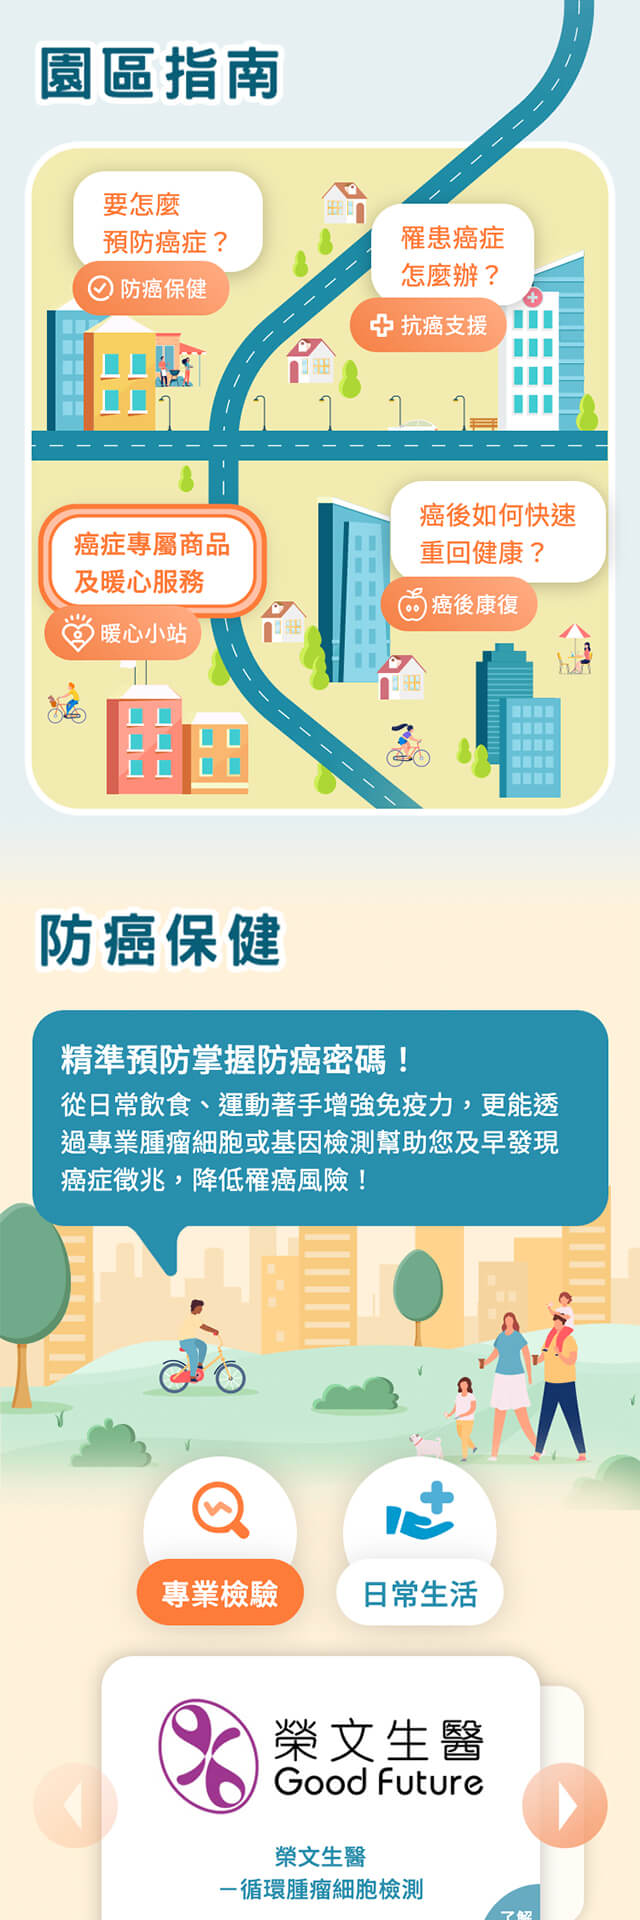 園區指南
要怎麼
預防癌症？
防癌保健
罹患癌症
怎麼辦？
抗癌支援
癌症專屬商品
及暖心服務
暖心小站
癌後如何快速
重回健康？
癌後康復
防癌保健
精準預防掌握防癌密碼！
從日常飲食、運動著手增強免疫力，更能透
過專業腫瘤細胞或基因檢測幫助您及早發現
癌症徵兆，降低罹癌風險！
專業檢驗
日常生活
榮文生醫
Good Future
榮文生醫
－循環腫瘤細胞檢測
了解